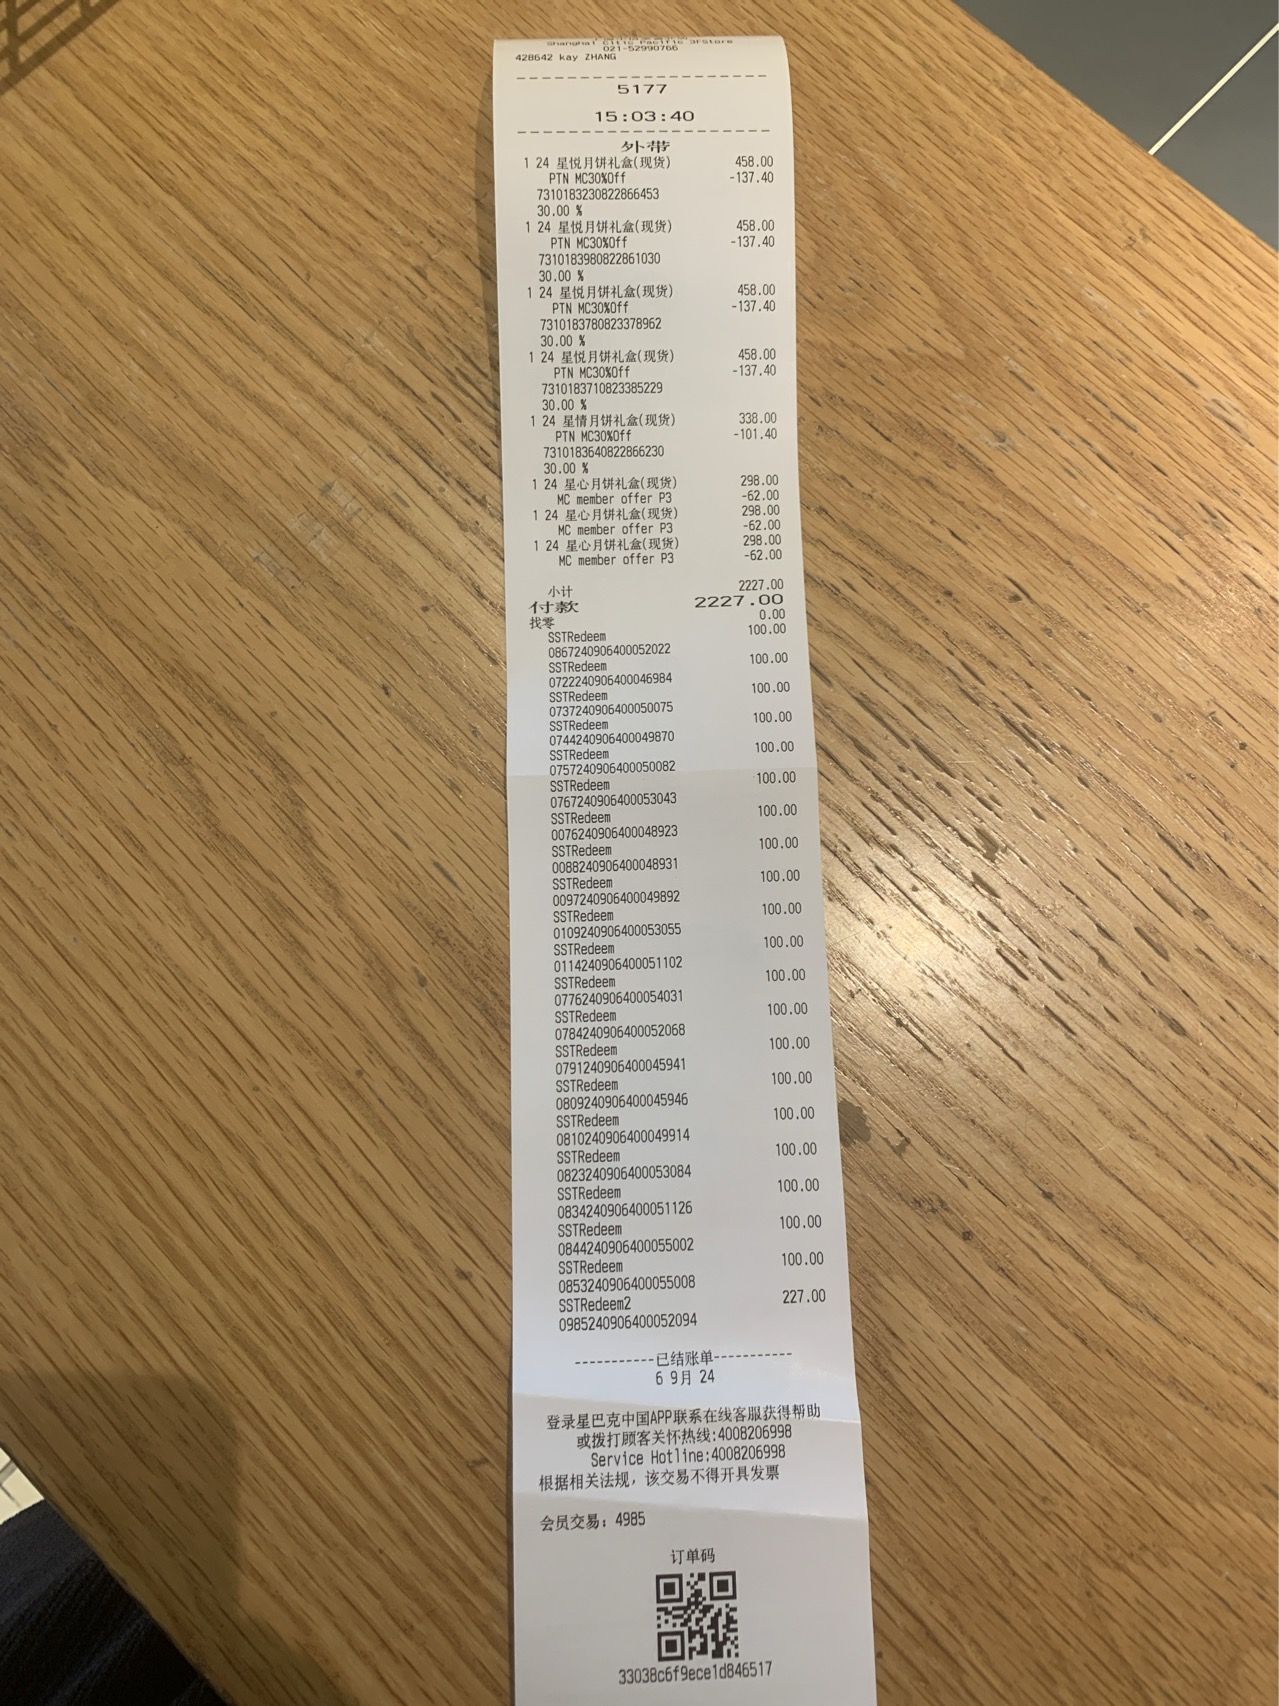 Shanghai Citic Pacific 3FStore
021-52990766
428642 kay ZHANG
5177
15:03:40
外带
1 24 星悦月饼礼盒(现货) 458.00
PTN MC30%Off -137.40
7310183230822866453
30.00 %
1 24 星悦月饼礼盒(现货) 458.00
PTN MC30%Off -137.40
7310183980822861030
30.00 %
1 24 星悦月饼礼盒(现货) 458.00
PTN MC30%Off -137.40
7310183780823378962
30.00 %
1 24 星悦月饼礼盒(现货) 458.00
PTN MC30%Off -137.40
7310183710823385229
30.00 %
1 24 星情月饼礼盒(现货) 338.00
PTN MC30%Off -101.40
7310183640822866230
30.00 %
1 24 星心月饼礼盒(现货) 298.00
MC member offer P3 -62.00
1 24 星心月饼礼盒(现货) 298.00
MC member offer P3 -62.00
1 24 星心月饼礼盒(现货) 298.00
MC member offer P3 -62.00
小计 2227.00
付款 2227.00
找零 0.00
SSTRedeem 100.00
0867240906400052022
SSTRedeem 100.00
0722240906400046984
SSTRedeem 100.00
0737240906400050075
SSTRedeem 100.00
0744240906400049870
SSTRedeem 100.00
0757240906400050082
SSTRedeem 100.00
0767240906400053043
SSTRedeem 100.00
0076240906400048923
SSTRedeem 100.00
0088240906400048931
SSTRedeem 100.00
0097240906400049892
SSTRedeem 100.00
0109240906400053055
SSTRedeem 100.00
0114240906400051102
SSTRedeem 100.00
0776240906400054031
SSTRedeem 100.00
0784240906400052068
SSTRedeem 100.00
0791240906400045941
SSTRedeem 100.00
0809240906400045946
SSTRedeem 100.00
0810240906400049914
SSTRedeem 100.00
0823240906400053084
SSTRedeem 100.00
0834240906400051126
SSTRedeem 100.00
0844240906400055002
SSTRedeem 100.00
0853240906400055008
SSTRedeem2 227.00
0985240906400052094
-----------已结账单-----------
6 9月 24
登录星巴克中国APP联系在线客服获得帮助
或拨打顾客关怀热线:4008206998
Service Hotline:4008206998
根据相关法规，该交易不得开具发票
会员交易：4985
订单码
33038c6f9ece1d846517